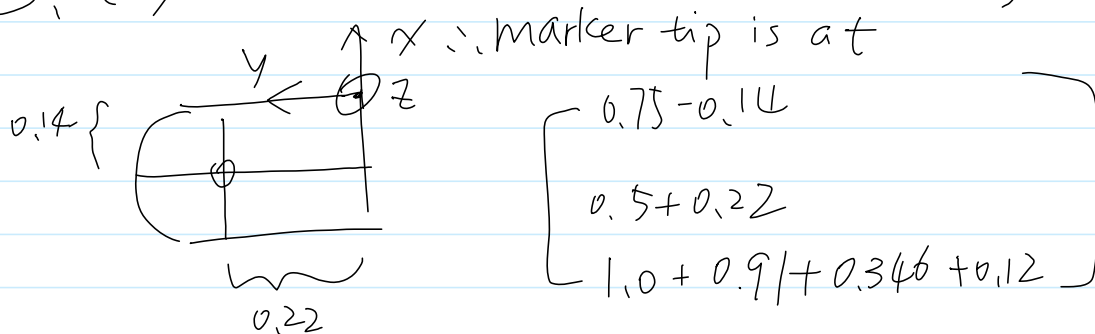 x ∴ marker tip is at
y
z
0.14 {
0.75-0.14
0.5+0.22
1.0 + 0.91+ 0.346 +0.12
0.22